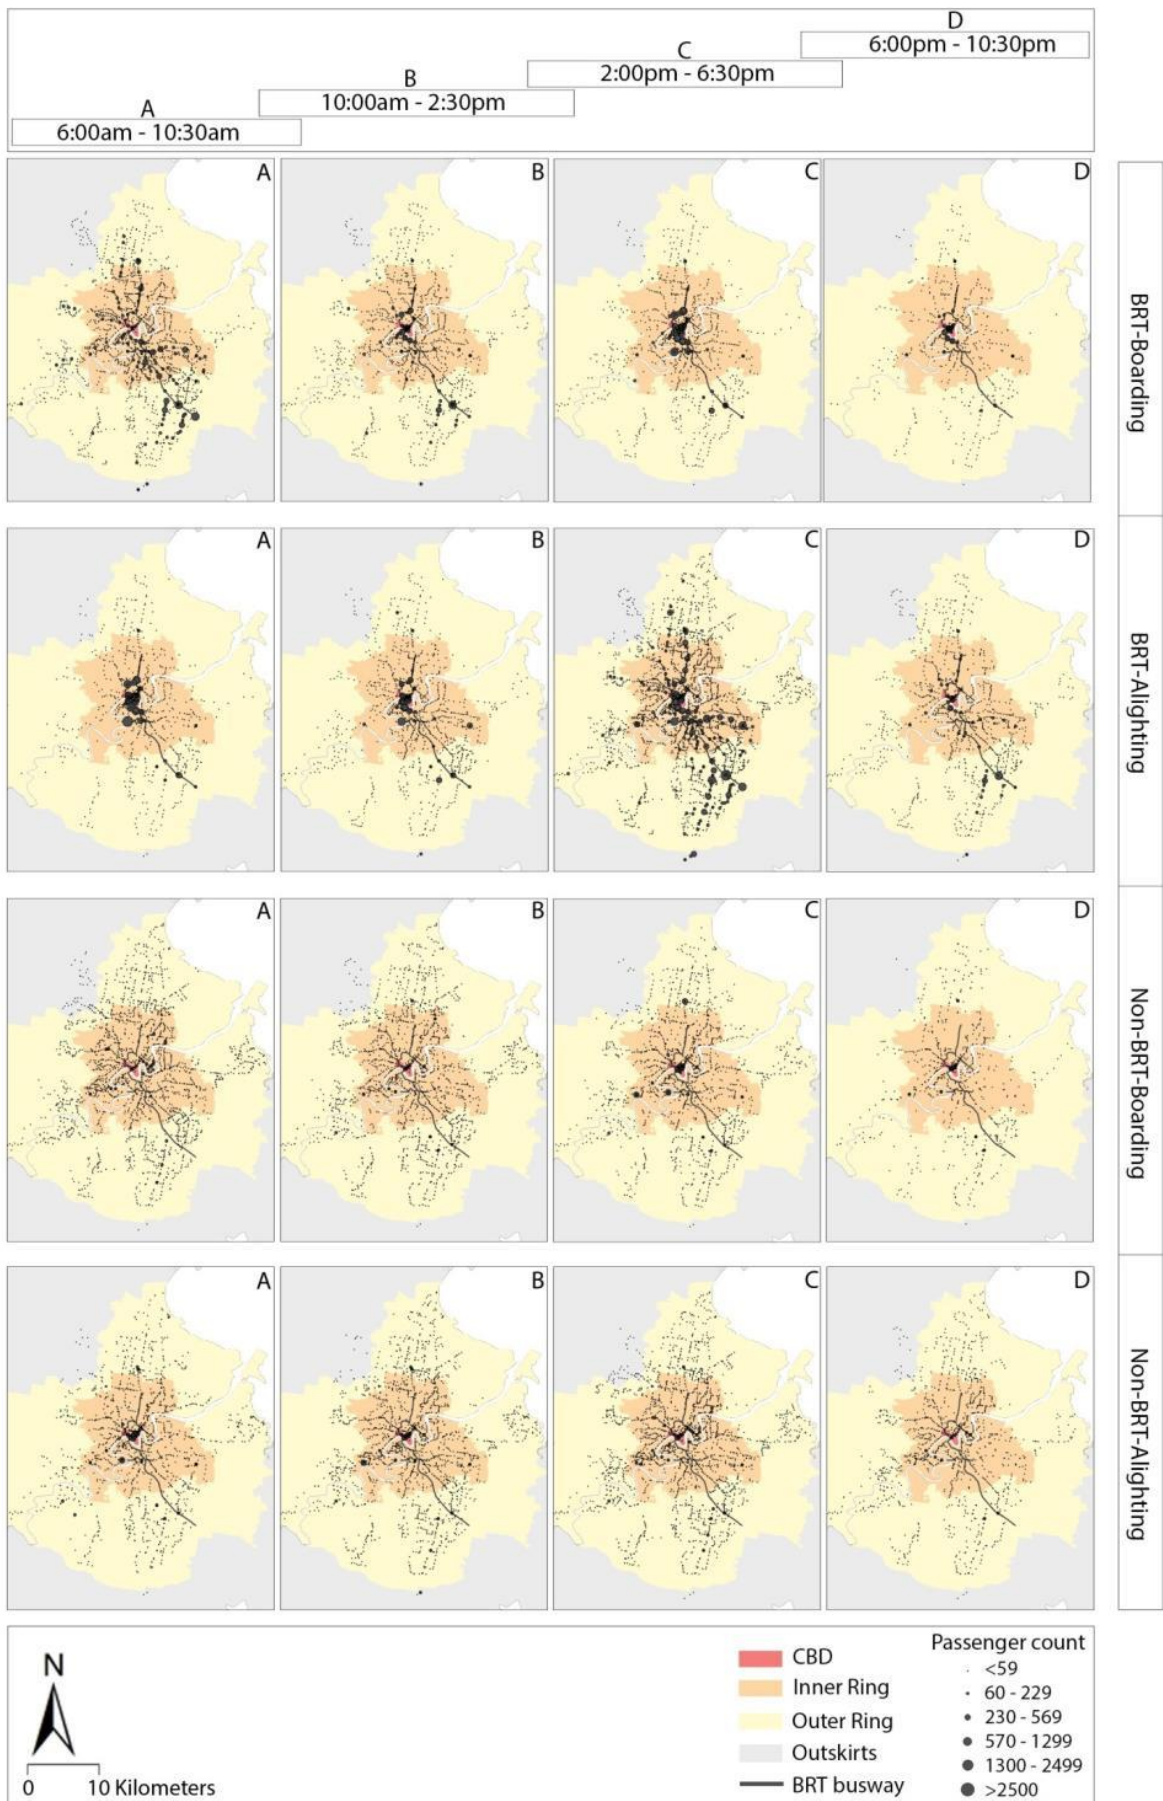 D
6:00pm - 10:30pm
C
2:00pm - 6:30pm
B
10:00am - 2:30pm
A
6:00am - 10:30am
A
B
C
D
BRT-Boarding
A
B
C
D
BRT-Alighting
A
B
C
D
Non-BRT-Boarding
A
B
C
D
Non-BRT-Alighting
N
0 10 Kilometers
CBD
Inner Ring
Outer Ring
Outskirts
BRT busway
Passenger count
<59
60 - 229
230 - 569
570 - 1299
1300 - 2499
>2500